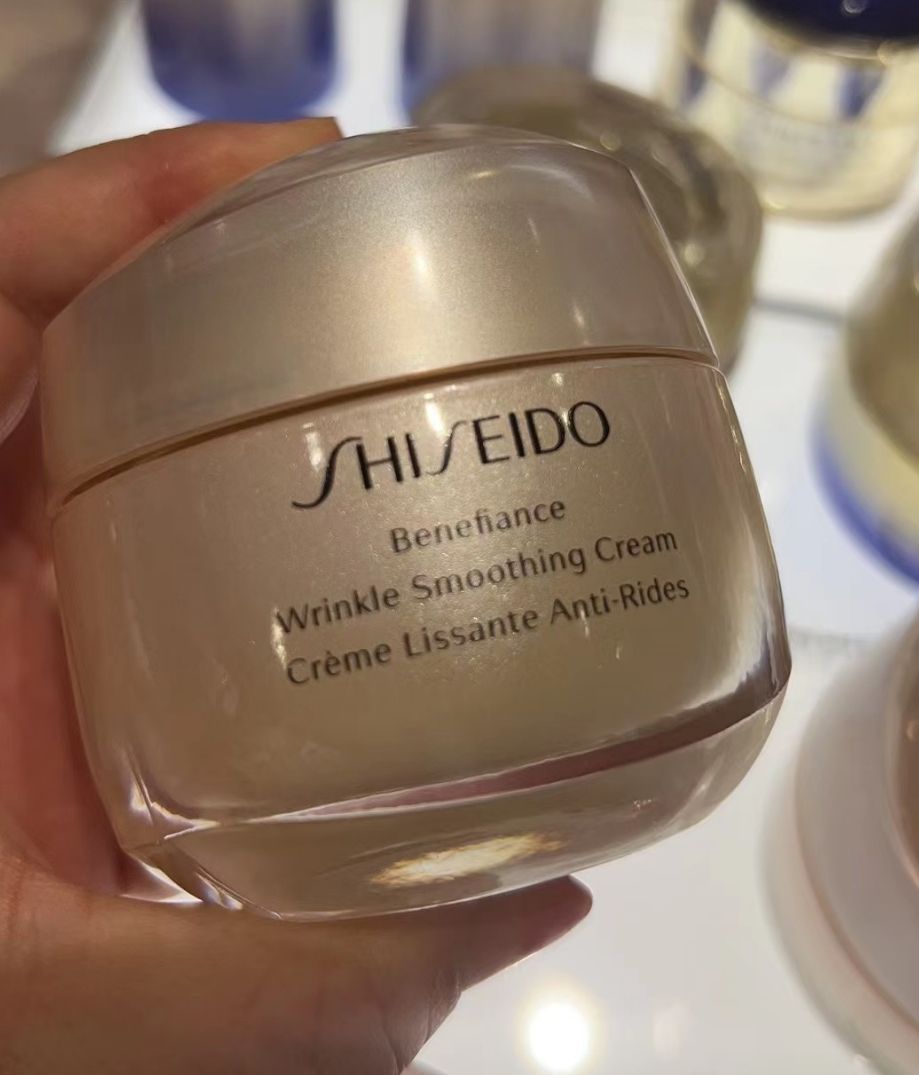 SHISEIDO
Benefiance
Wrinkle Smoothing Cream
Crème Lissante Anti-Rides